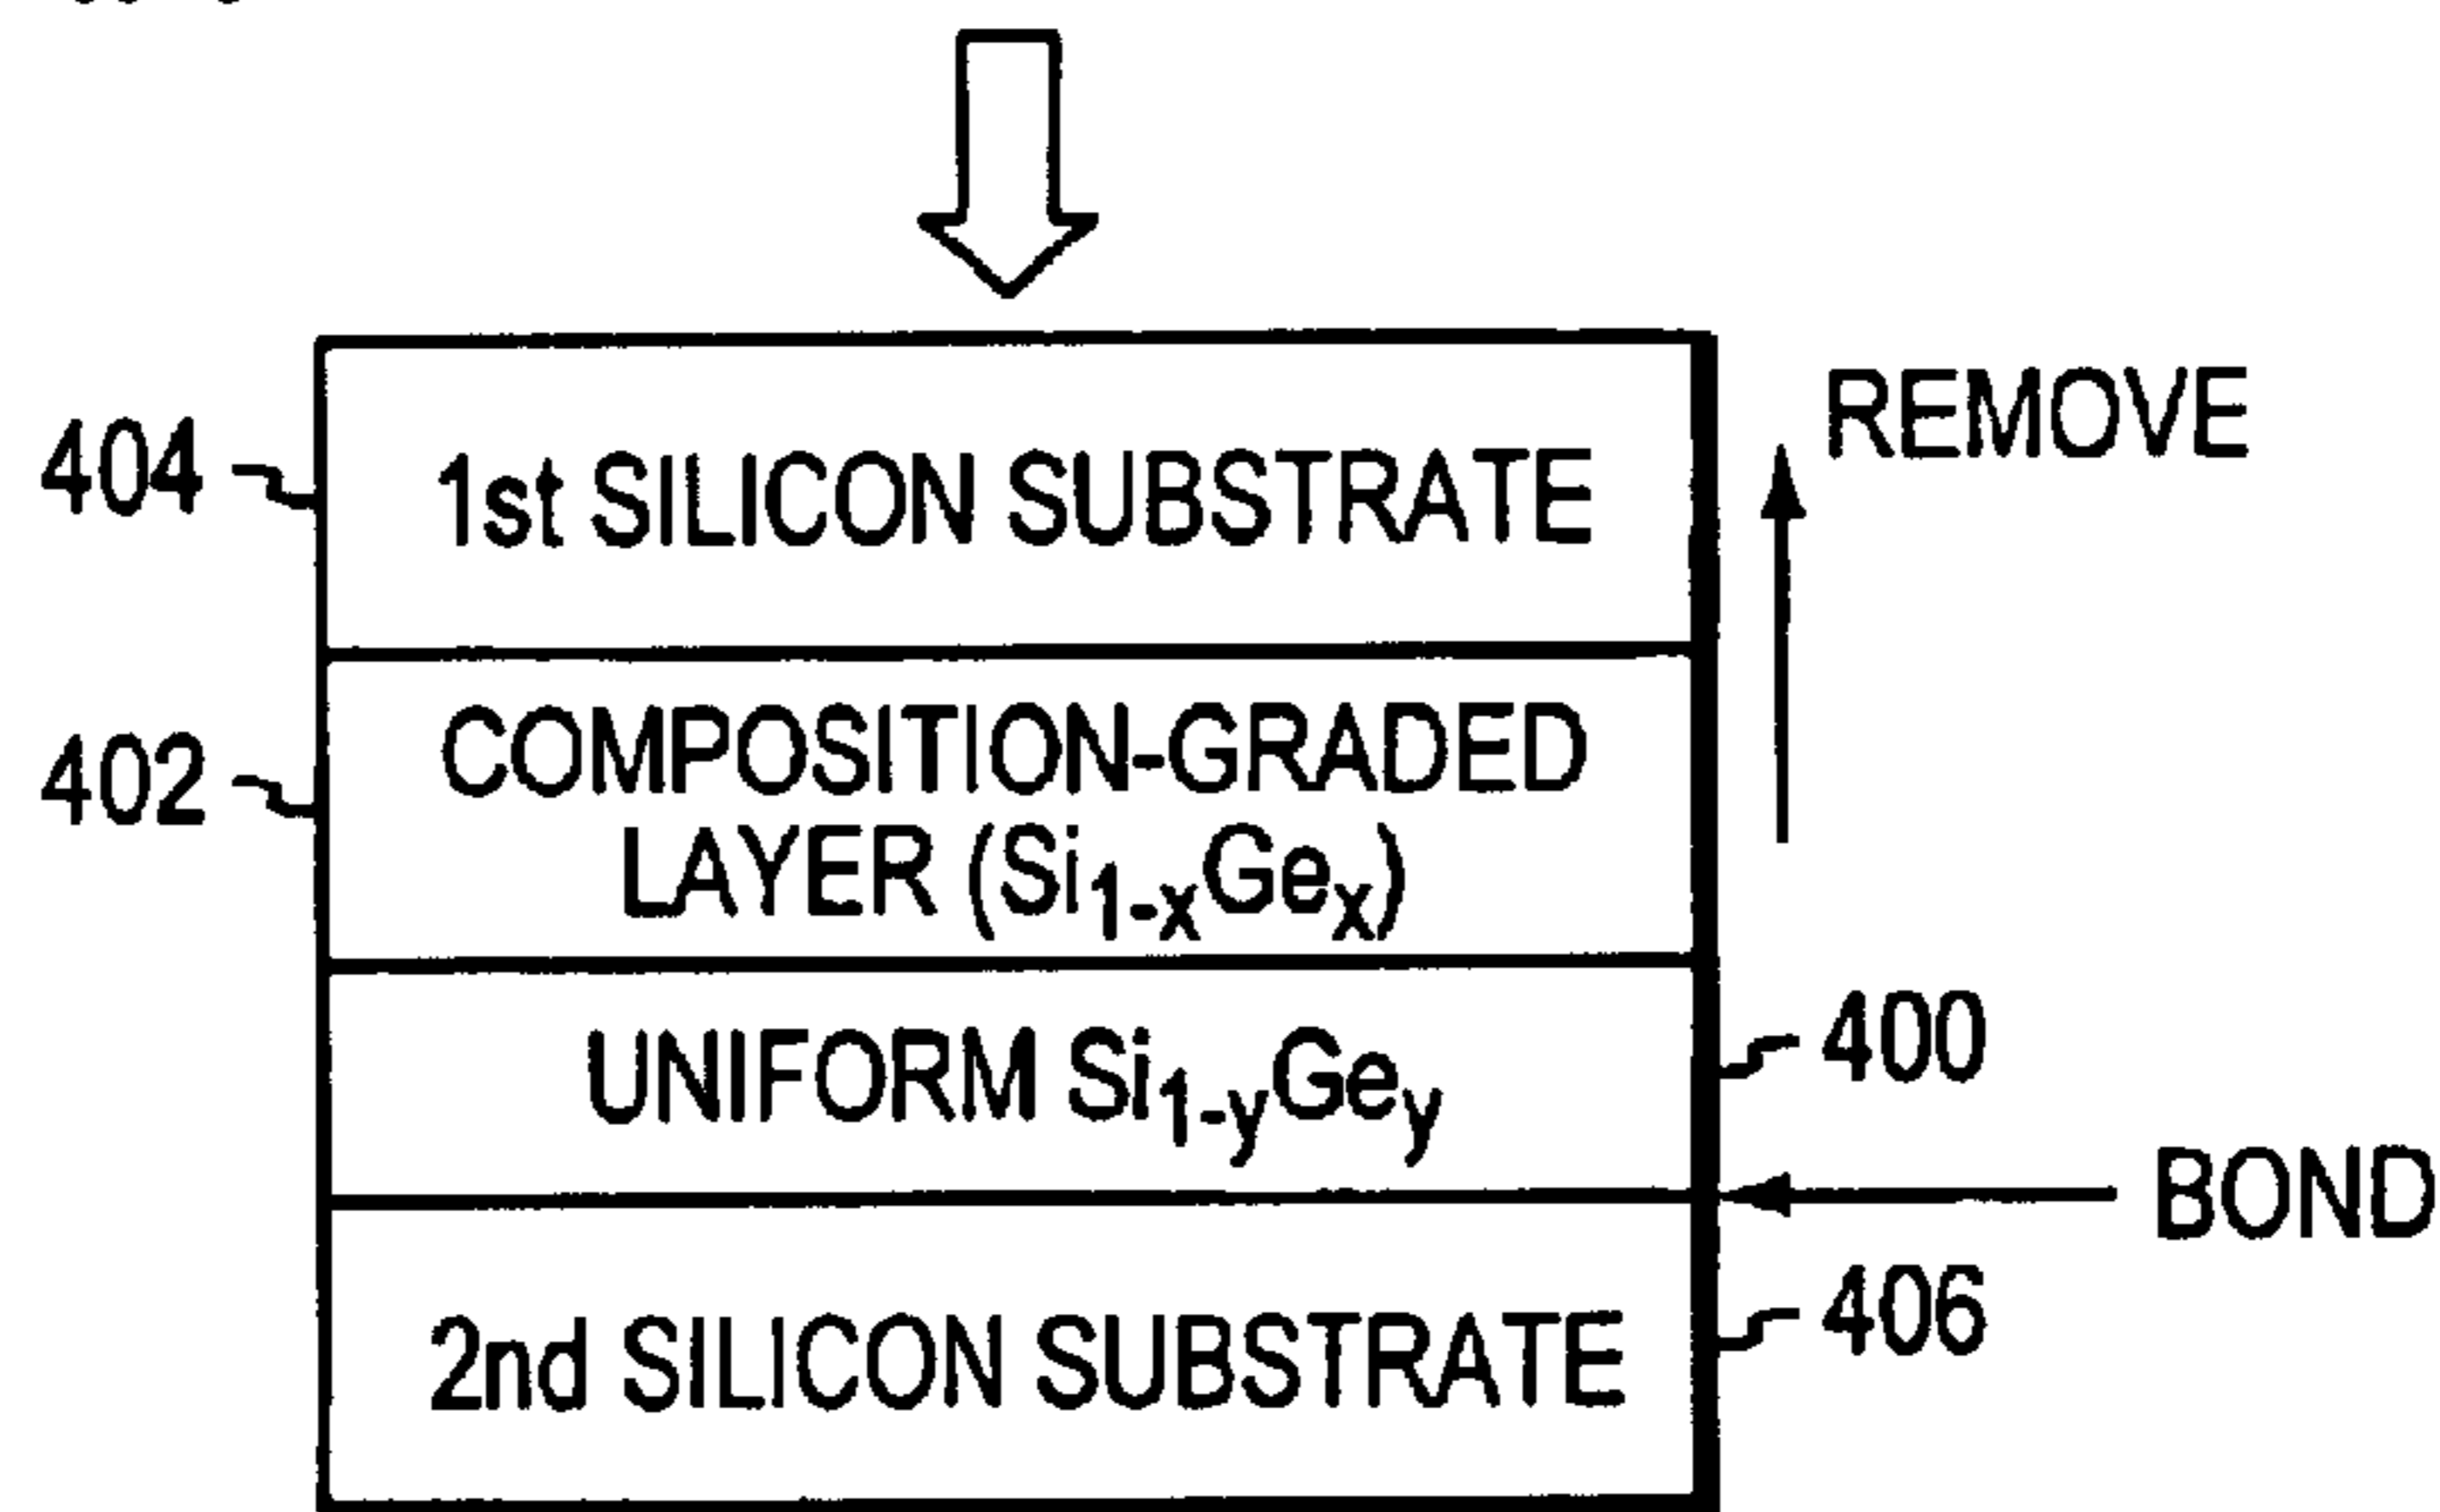 REMOVE
404
1st SILICON SUBSTRATE
402
COMPOSITION-GRADED
LAYER (Si1-xGex)
UNIFORM Si1-yGey
400
BOND
2nd SILICON SUBSTRATE
406